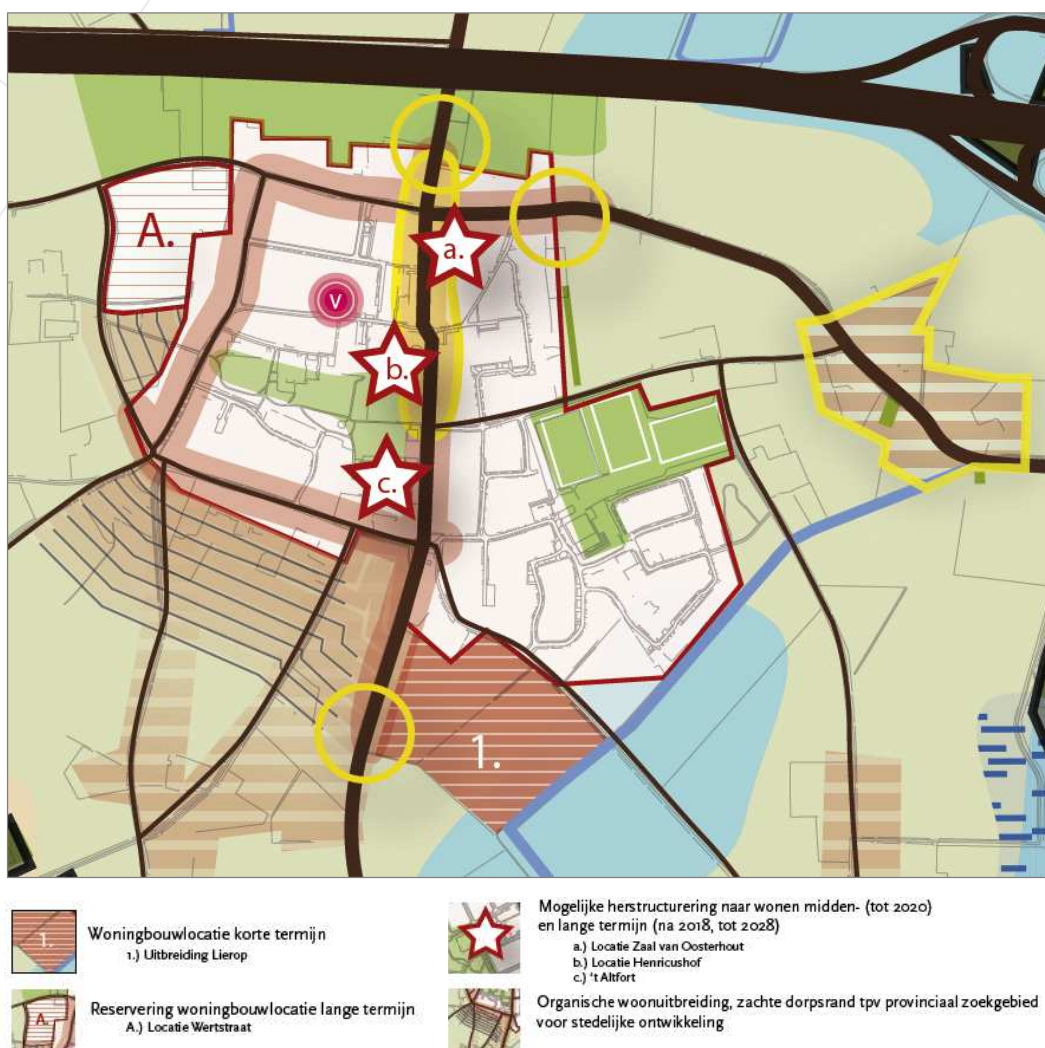 A.
a.
v
b.
c.
1.
1.
Woningbouwlocatie korte termijn
1.) Uitbreiding Lierop
A.
Reservering woningbouwlocatie lange termijn
A.) Locatie Wertstraat
Mogelijke herstructurering naar wonen midden- (tot 2020)
en lange termijn (na 2018, tot 2028)
a.) Locatie Zaal van Oosterhout
b.) Locatie Henricushof
c.) 't Altfort
Organische woonuitbreiding, zachte dorpsrand tpv provinciaal zoekgebied
voor stedelijke ontwikkeling